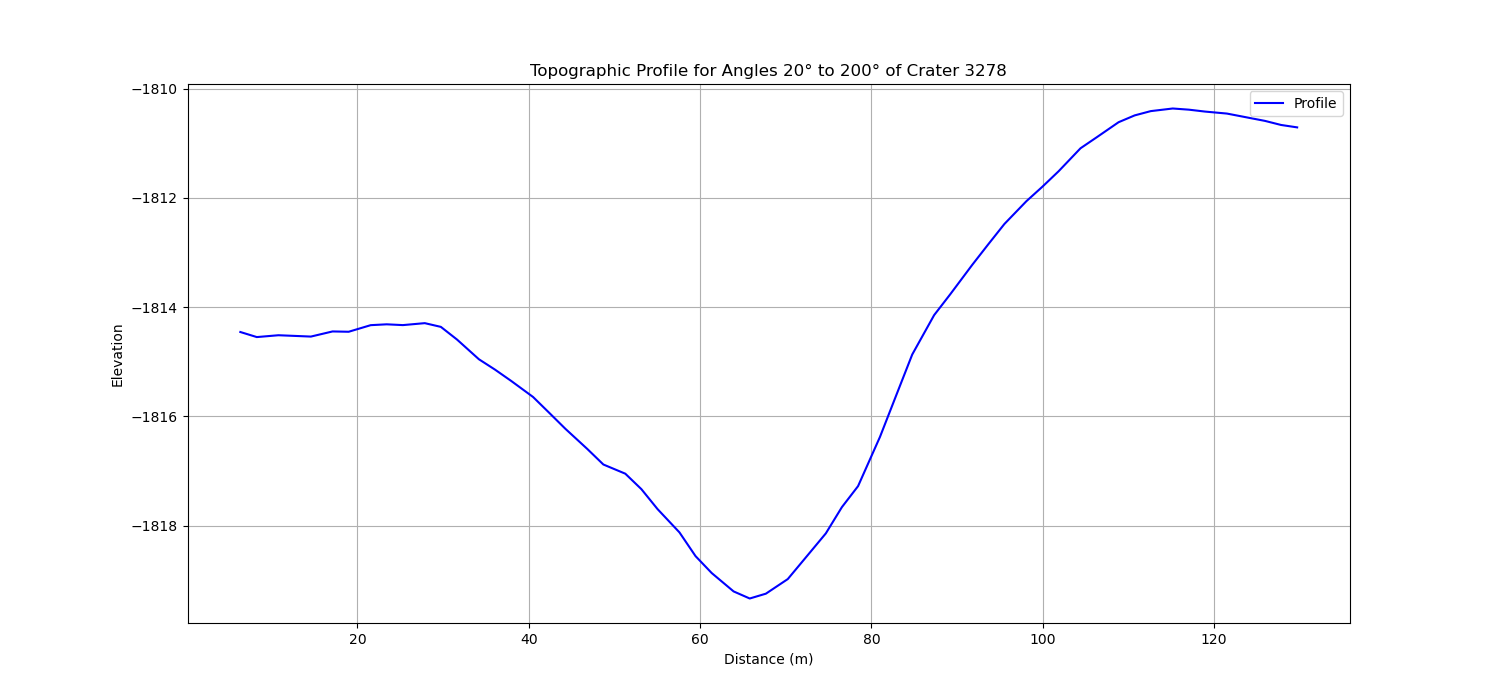 Topographic Profile for Angles 20° to 200° of Crater 3278
Profile
−1810
−1812
−1814
−1816
−1818
Elevation
20 40 60 80 100 120
Distance (m)